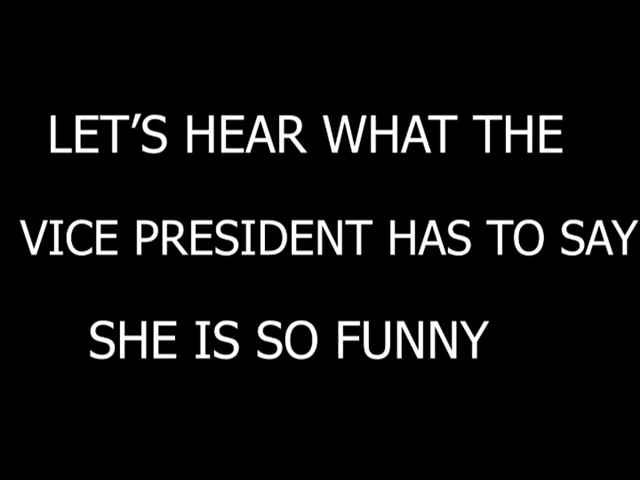 LET’S HEAR WHAT THE
VICE PRESIDENT HAS TO SAY
SHE IS SO FUNNY